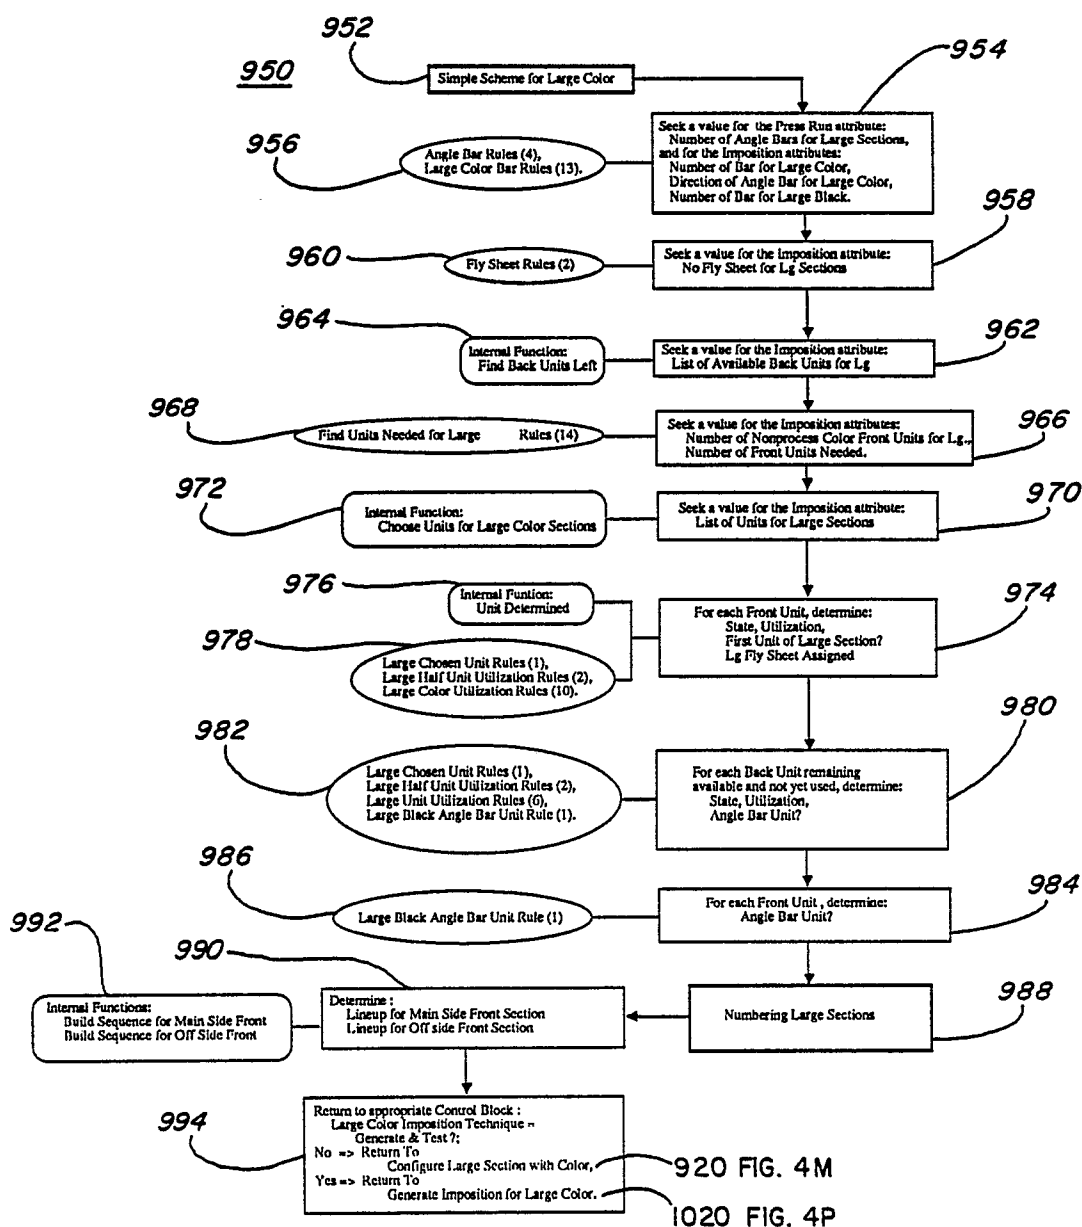 952
950
Simple Scheme for Large Color
954
Seek a value for the Press Run attribute:
Number of Angle Bars for Large Sections,
and for the Imposition attributes:
Number of Bar for Large Color,
Direction of Angle Bar for Large Color,
Number of Bar for Large Black.
956
Angle Bar Rules (4),
Large Color Bar Rules (13).
958
960
Fly Sheet Rules (2)
Seek a value for the Imposition attribute:
No Fly Sheet for Lg Sections
964
Internal Function:
Find Back Units Left
962
Seek a value for the Imposition attribute:
List of Available Back Units for Lg
968
Find Units Needed for Large Rules (14)
Seek a value for the Imposition attributes:
Number of Nonprocess Color Front Units for Lg.,
Number of Front Units Needed.
966
972
Internal Function:
Choose Units for Large Color Sections
Seek a value for the Imposition attribute:
List of Units for Large Sections
970
976
Internal Funtion:
Unit Determined
978
Large Chosen Unit Rules (1),
Large Half Unit Utilization Rules (2),
Large Color Utilization Rules (10).
For each Front Unit, determine:
State, Utilization,
First Unit of Large Section?
Lg Fly Sheet Assigned
974
982
Large Chosen Unit Rules (1),
Large Half Unit Utilization Rules (2),
Large Unit Utilization Rules (6),
Large Black Angle Bar Unit Rule (1).
980
For each Back Unit remaining
available and not yet used, determine:
State, Utilization,
Angle Bar Unit?
986
Large Black Angle Bar Unit Rule (1)
For each Front Unit , determine:
Angle Bar Unit?
984
992
Internal Functions:
Build Sequence for Main Side Front
Build Sequence for Off Side Front
990
Determine :
Lineup for Main Side Front Section
Lineup for Off side Front Section
Numbering Large Sections
988
994
Return to appropriate Control Block :
Large Color Imposition Technique =
Generate & Test ?;
No => Return To
Configure Large Section with Color,
Yes => Return To
Generate Imposition for Large Color.
920 FIG. 4M
1020 FIG. 4P